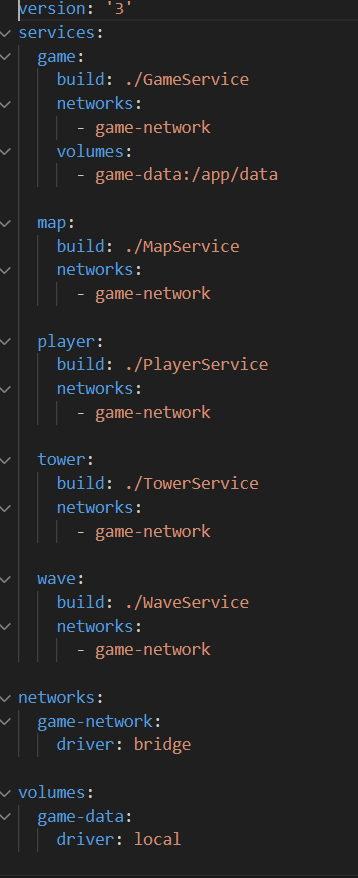 version: '3'
services:
  game:
    build: ./GameService
    networks:
      - game-network
    volumes:
      - game-data:/app/data

  map:
    build: ./MapService
    networks:
      - game-network

  player:
    build: ./PlayerService
    networks:
      - game-network

  tower:
    build: ./TowerService
    networks:
      - game-network

  wave:
    build: ./WaveService
    networks:
      - game-network

networks:
  game-network:
    driver: bridge

volumes:
  game-data:
    driver: local